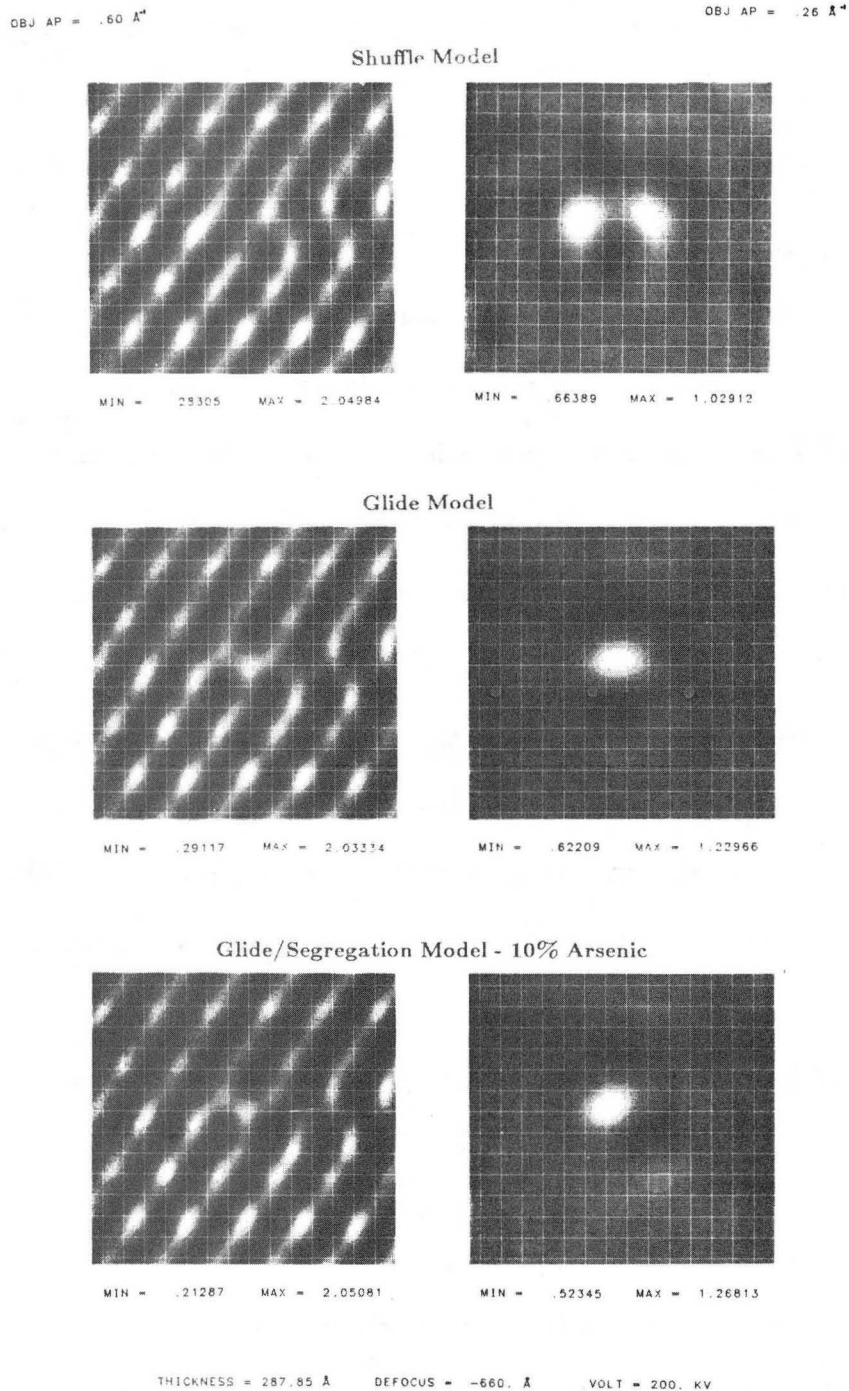 OBJ AP = .60 Å⁻¹
OBJ AP = .26 Å⁻¹
Shuffle Model
MIN = .28305 MAX = 2.04984
MIN = .66389 MAX = 1.02912
Glide Model
MIN = .29117 MAX = 2.03334
MIN = .62209 MAX = 1.22966
Glide/Segregation Model - 10% Arsenic
MIN = .21287 MAX = 2.05081
MIN = .52345 MAX = 1.26813
THICKNESS = 287.85 Å DEFOCUS = -660. Å VOLT = 200. KV